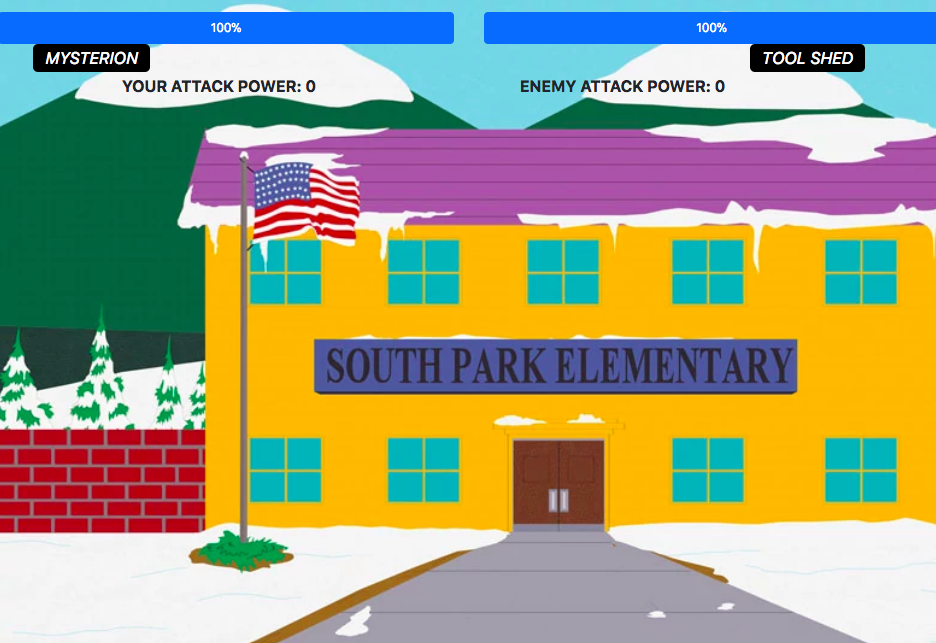 100%
100%
MYSTERION
TOOL SHED
YOUR ATTACK POWER: 0
ENEMY ATTACK POWER: 0
SOUTH PARK ELEMENTARY